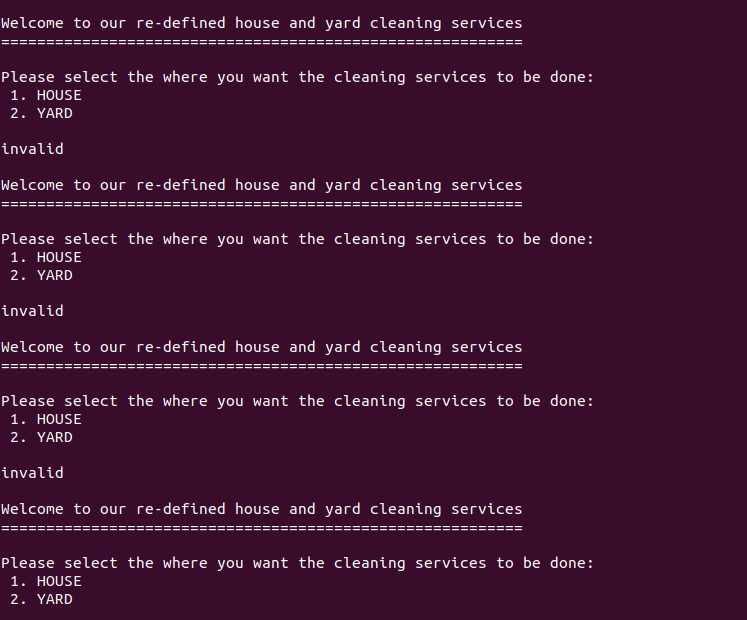 Welcome to our re-defined house and yard cleaning services
==========================================================
Please select the where you want the cleaning services to be done:
 1. HOUSE
 2. YARD
invalid
Welcome to our re-defined house and yard cleaning services
==========================================================
Please select the where you want the cleaning services to be done:
 1. HOUSE
 2. YARD
invalid
Welcome to our re-defined house and yard cleaning services
==========================================================
Please select the where you want the cleaning services to be done:
 1. HOUSE
 2. YARD
invalid
Welcome to our re-defined house and yard cleaning services
==========================================================
Please select the where you want the cleaning services to be done:
 1. HOUSE
 2. YARD